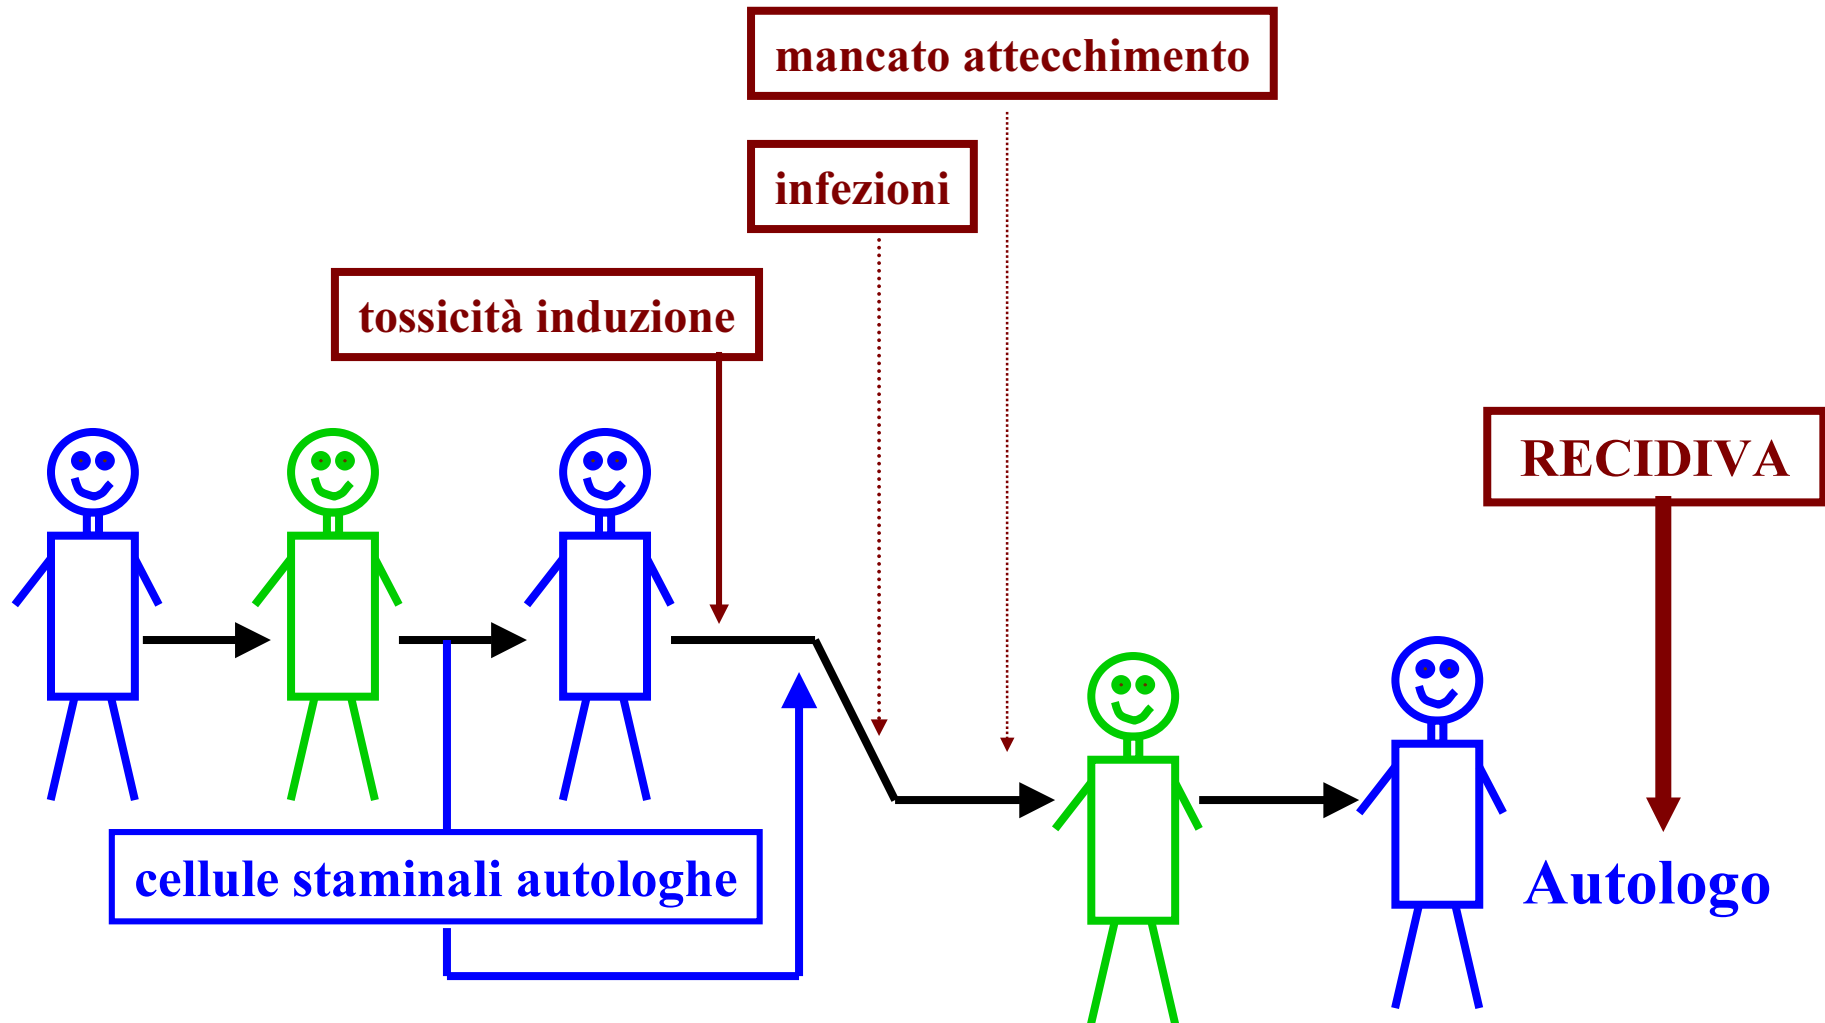 mancato attecchimento
infezioni
tossicità induzione
RECIDIVA
cellule staminali autologhe
Autologo